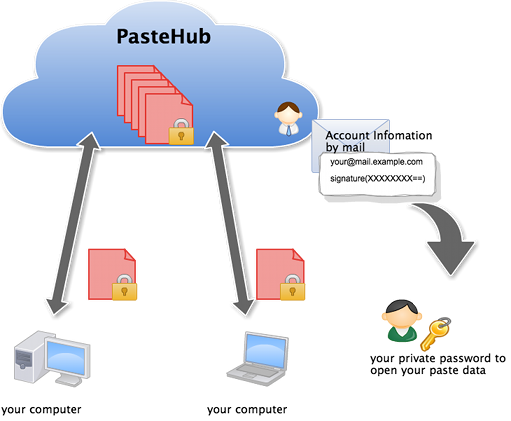 PasteHub
Account Infomation
by mail
your@mail.example.com
signature(XXXXXXXX==)
your private password to
open your paste data
your computer
your computer